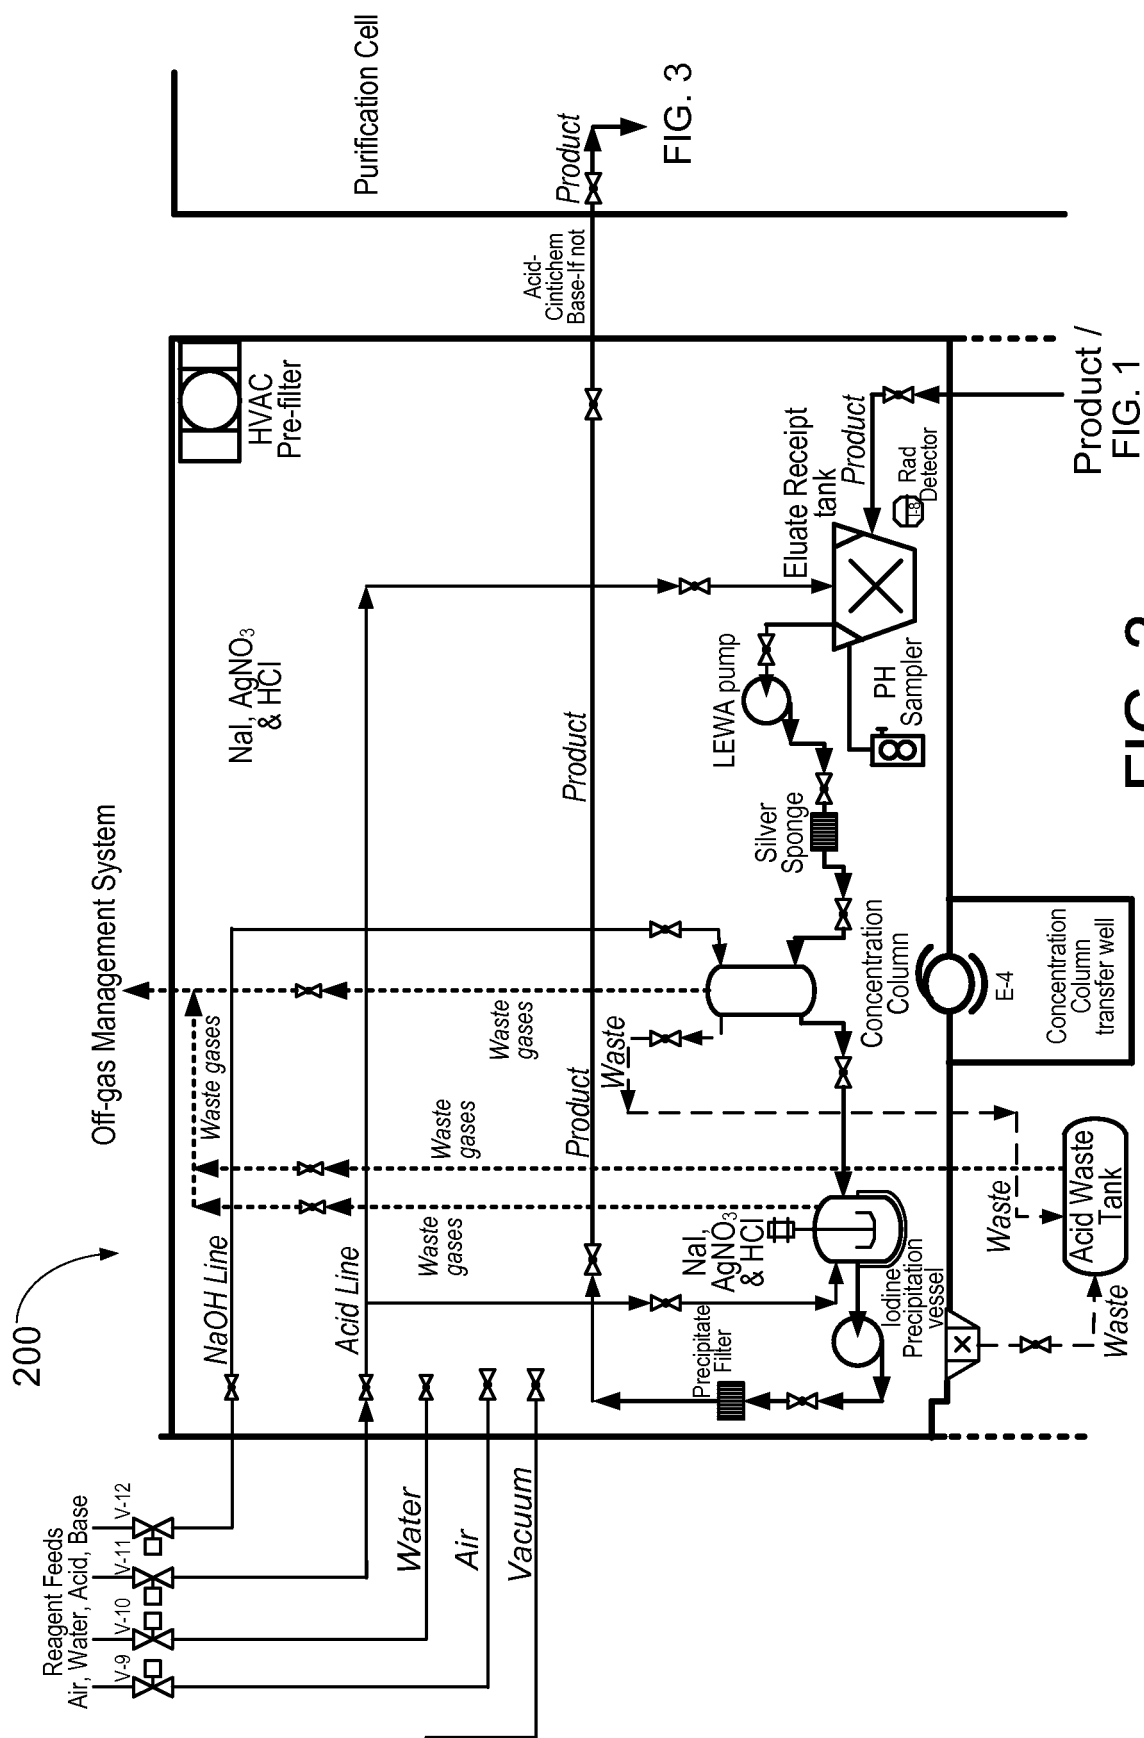 200
Reagent Feeds
Air, Water, Acid, Base
V-9
V-10
V-11
V-12
Off-gas Management System
NaOH Line
Acid Line
Water
Air
Vacuum
Waste gases
Waste
gases
Waste
gases
Waste
gases
NaI, AgNO3
& HCl
HVAC
Pre-filter
Purification Cell
Product
Product
Product
Acid-
Cintichem
Base-If not
FIG. 3
NaI,
AgNO3
& HCl
Precipitate
Filter
Iodine
Precipitation
vessel
Waste
Concentration
Column
Silver
Sponge
LEWA pump
PH
Sampler
Eluate Receipt
tank
Product
I-8
Rad
Detector
Product /
FIG. 1
E-4
Concentration
Column
transfer well
Waste
Acid Waste
Tank
Waste